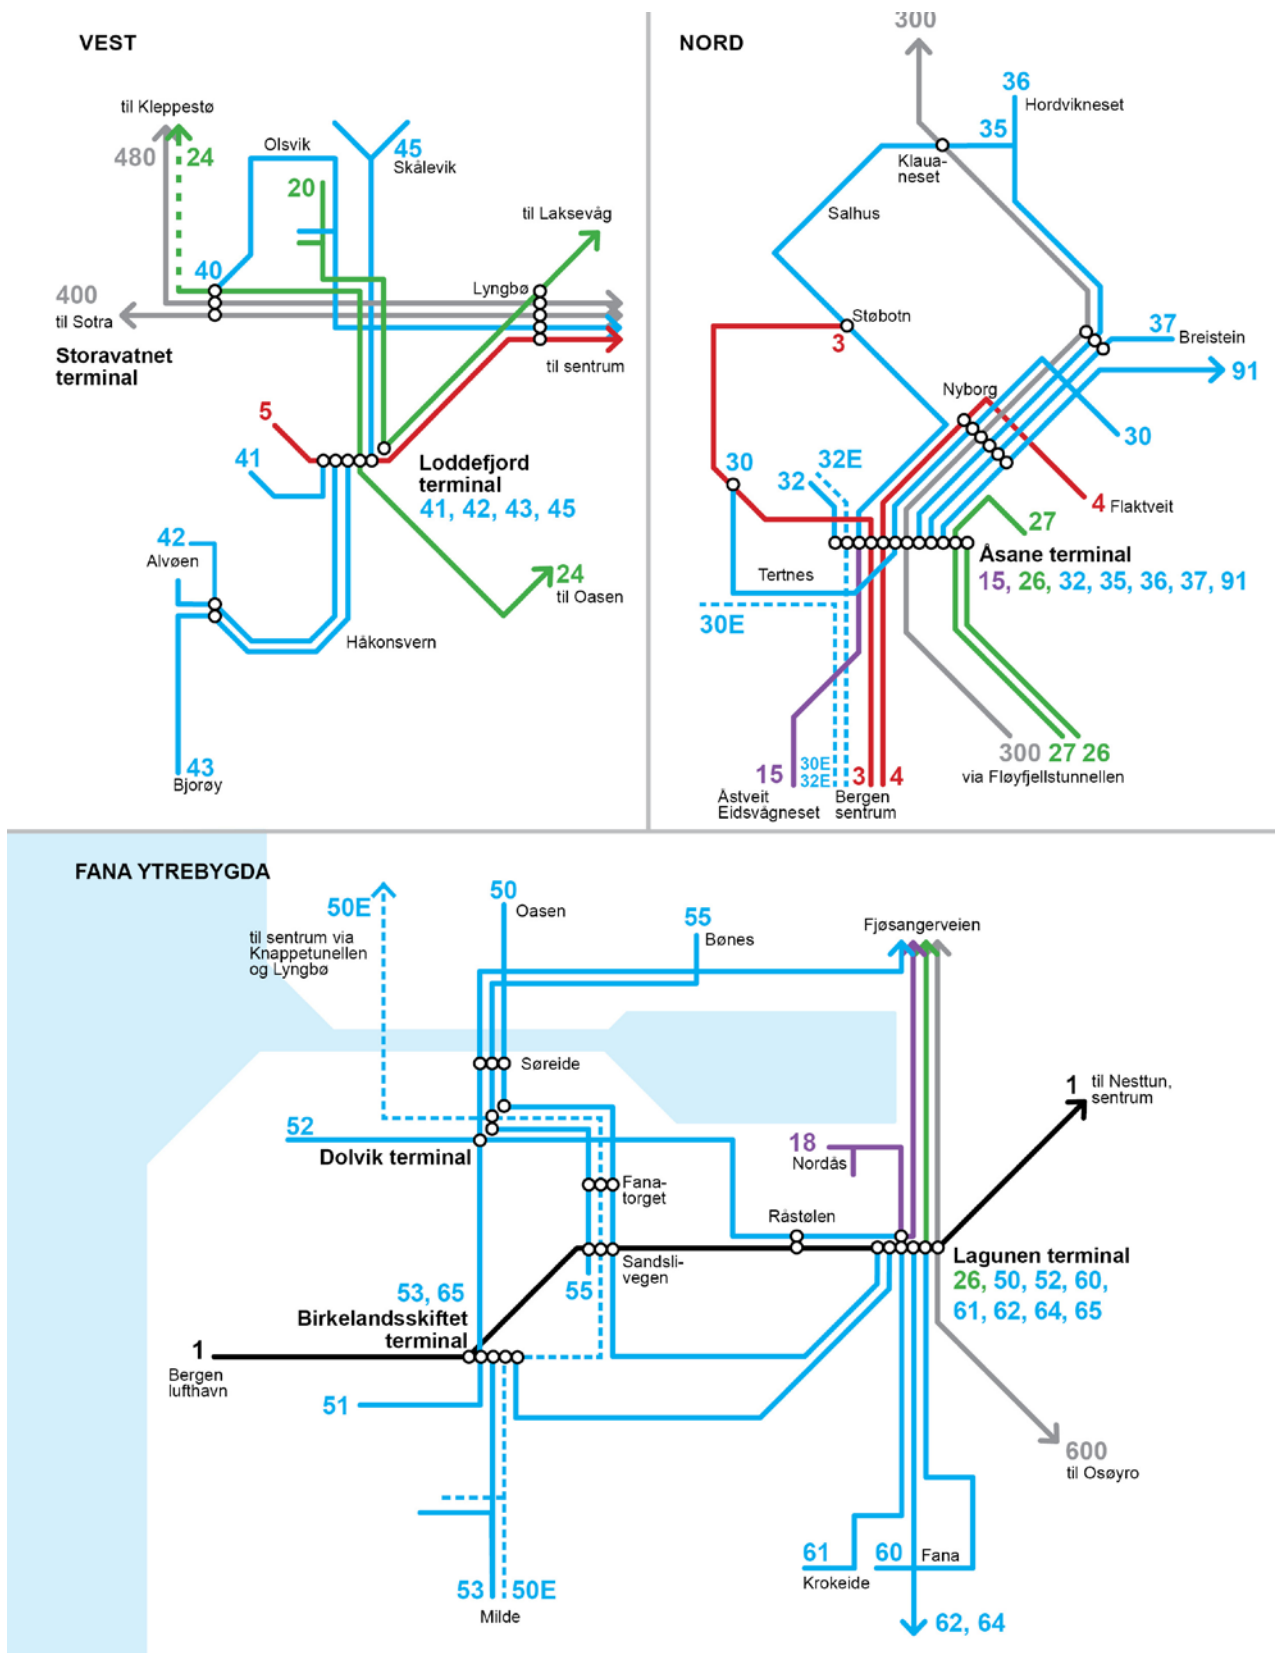 VEST
til Kleppestø
480
24
Olsvik
45
Skålevik
20
til Laksevåg
40
Lyngbø
400
til Sotra
Storavatnet
terminal
til sentrum
5
41
Loddefjord
terminal
41, 42, 43, 45
42
Alvøen
24
til Oasen
Håkonsvern
43
Bjorøy
NORD
300
36
Hordvikneset
35
Klaua-
neset
Salhus
Støbotn
3
37
Breistein
91
Nyborg
30
30
32E
32
4 Flaktveit
27
Åsane terminal
15, 26, 32, 35, 36, 37, 91
Tertnes
30E
300 27 26
via Fløyfjellstunnellen
15
30E
32E
3
4
Åstveit
Eidsvågneset
Bergen
sentrum
FANA YTREBYGDA
50E
til sentrum via
Knappetunellen
og Lyngbø
50
Oasen
55
Bønes
Fjøsangerveien
Søreide
1
til Nesttun,
sentrum
52
Dolvik terminal
18
Nordås
Fana-
torget
Råstølen
Sandsli-
vegen
55
Lagunen terminal
26, 50, 52, 60,
61, 62, 64, 65
53, 65
Birkelandsskiftet
terminal
1
Bergen
lufthavn
51
600
til Osøyro
61
Krokeide
60
Fana
53
50E
Milde
62, 64